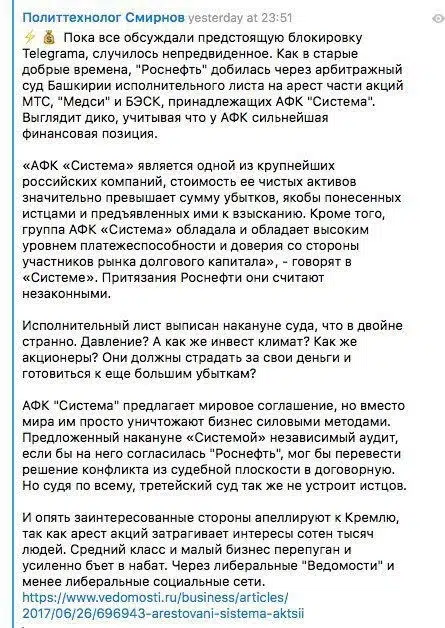 Политтехнолог Смирнов yesterday at 23:51
⚡ 💰 Пока все обсуждали предстоящую блокировку
Telegrama, случилось непредвиденное. Как в старые
добрые времена, "Роснефть" добилась через арбитражный
суд Башкирии исполнительного листа на арест части акций
МТС, "Медси" и БЭСК, принадлежащих АФК "Система".
Выглядит дико, учитывая что у АФК сильнейшая
финансовая позиция.
«АФК «Система» является одной из крупнейших
российских компаний, стоимость ее чистых активов
значительно превышает сумму убытков, якобы понесенных
истцами и предъявленных ими к взысканию. Кроме того,
группа АФК «Система» обладала и обладает высоким
уровнем платежеспособности и доверия со стороны
участников рынка долгового капитала», - говорят в
«Системе». Притязания Роснефти они считают
незаконными.
Исполнительный лист выписан накануне суда, что в двойне
странно. Давление? А как же инвест климат? Как же
акционеры? Они должны страдать за свои деньги и
готовиться к еще большим убыткам?
АФК "Система" предлагает мировое соглашение, но вместо
мира им просто уничтожают бизнес силовыми методами.
Предложенный накануне «Системой» независимый аудит,
если бы на него согласилась "Роснефть", мог бы перевести
решение конфликта из судебной плоскости в договорную.
Но судя по всему, третейский суд так же не устроит истцов.
И опять заинтересованные стороны апеллируют к Кремлю,
так как арест акций затрагивает интересы сотен тысяч
людей. Средний класс и малый бизнес перепуган и
усиленно бъет в набат. Через либеральные "Ведомости" и
менее либеральные социальные сети.
https://www.vedomosti.ru/business/articles/
2017/06/26/696943-arestovani-sistema-aktsii